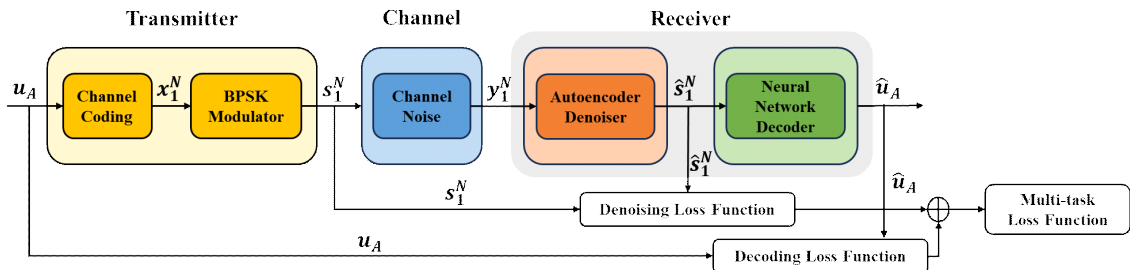 Transmitter
Channel
Receiver
u_A
Channel
Coding
x_1^N
BPSK
Modulator
s_1^N
Channel
Noise
y_1^N
Autoencoder
Denoiser
ŝ_1^N
Neural
Network
Decoder
û_A
ŝ_1^N
û_A
s_1^N
Denoising Loss Function
Multi-task
Loss Function
u_A
Decoding Loss Function